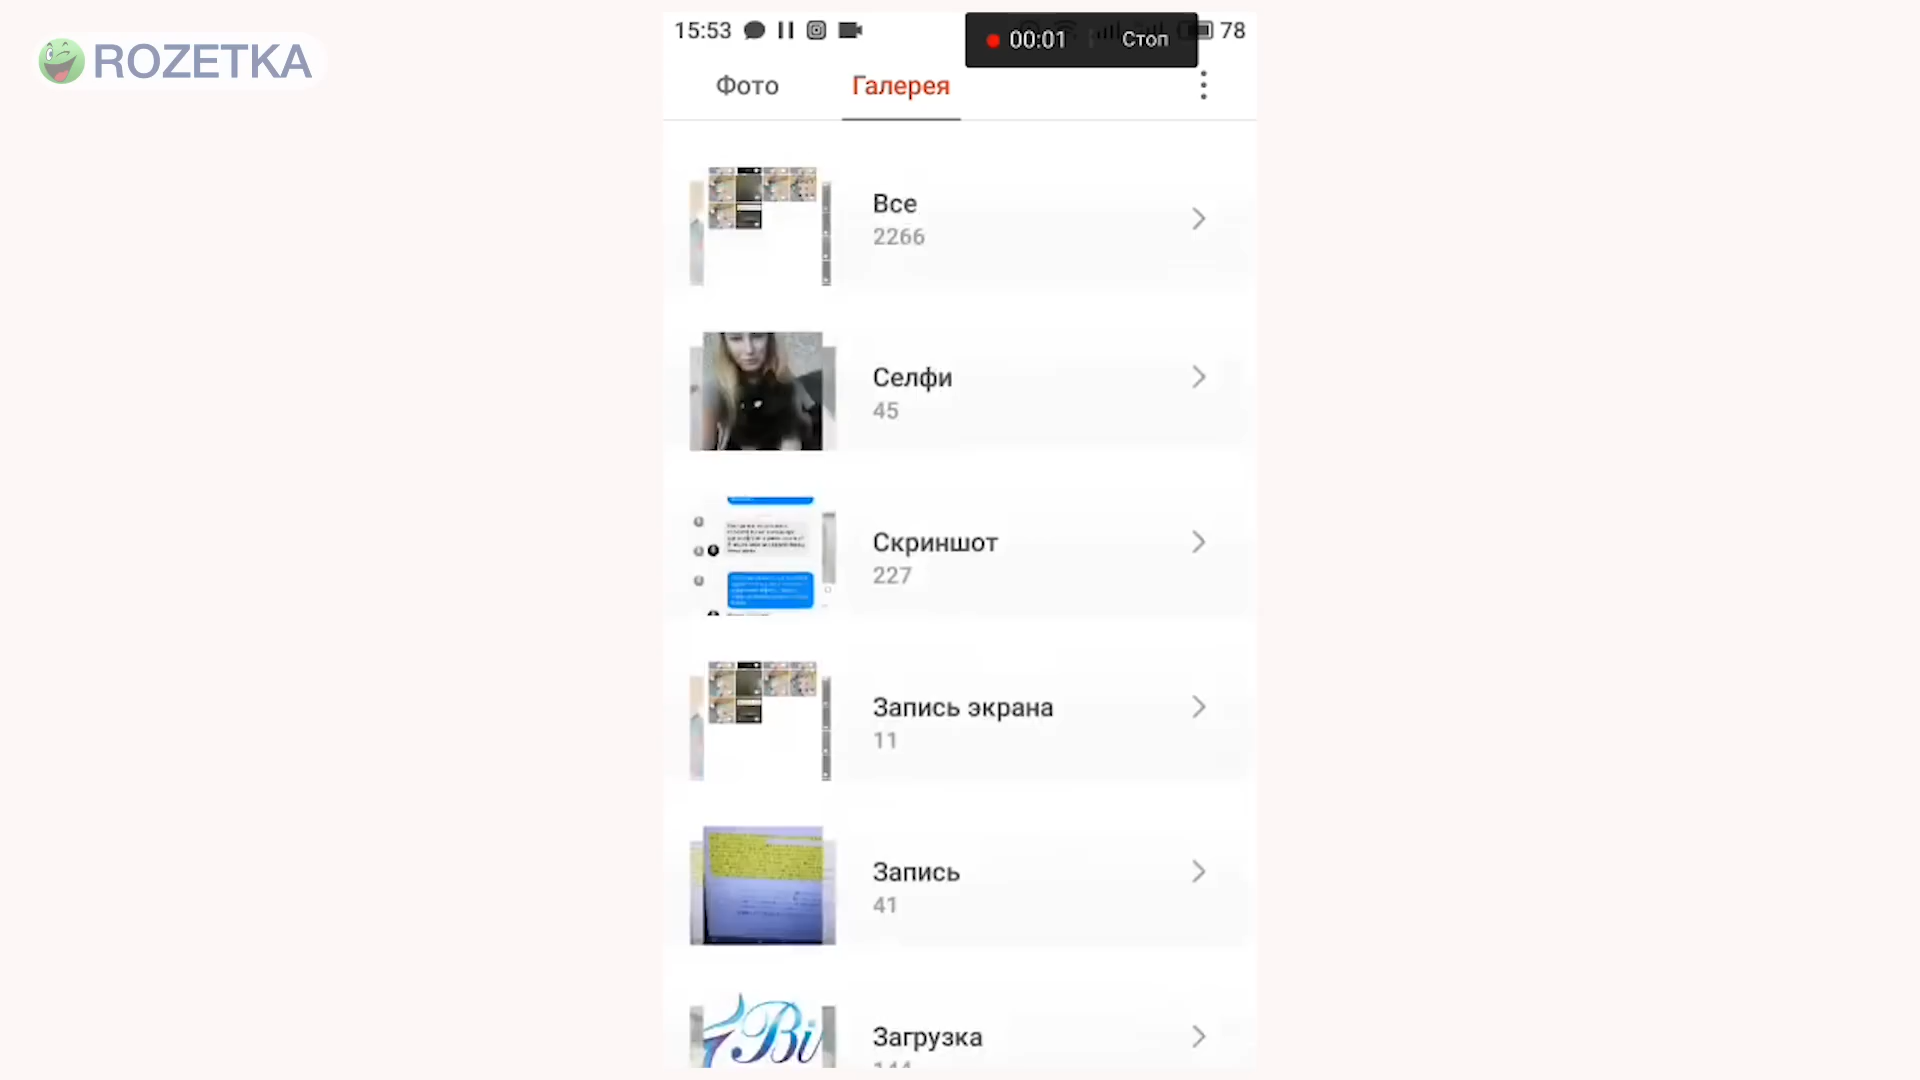 ROZETKA
15:53
00:01 Стоп
78
Фото Галерея
Все
2266
Селфи
45
Скриншот
227
Запись экрана
11
Запись
41
Bi
Загрузка